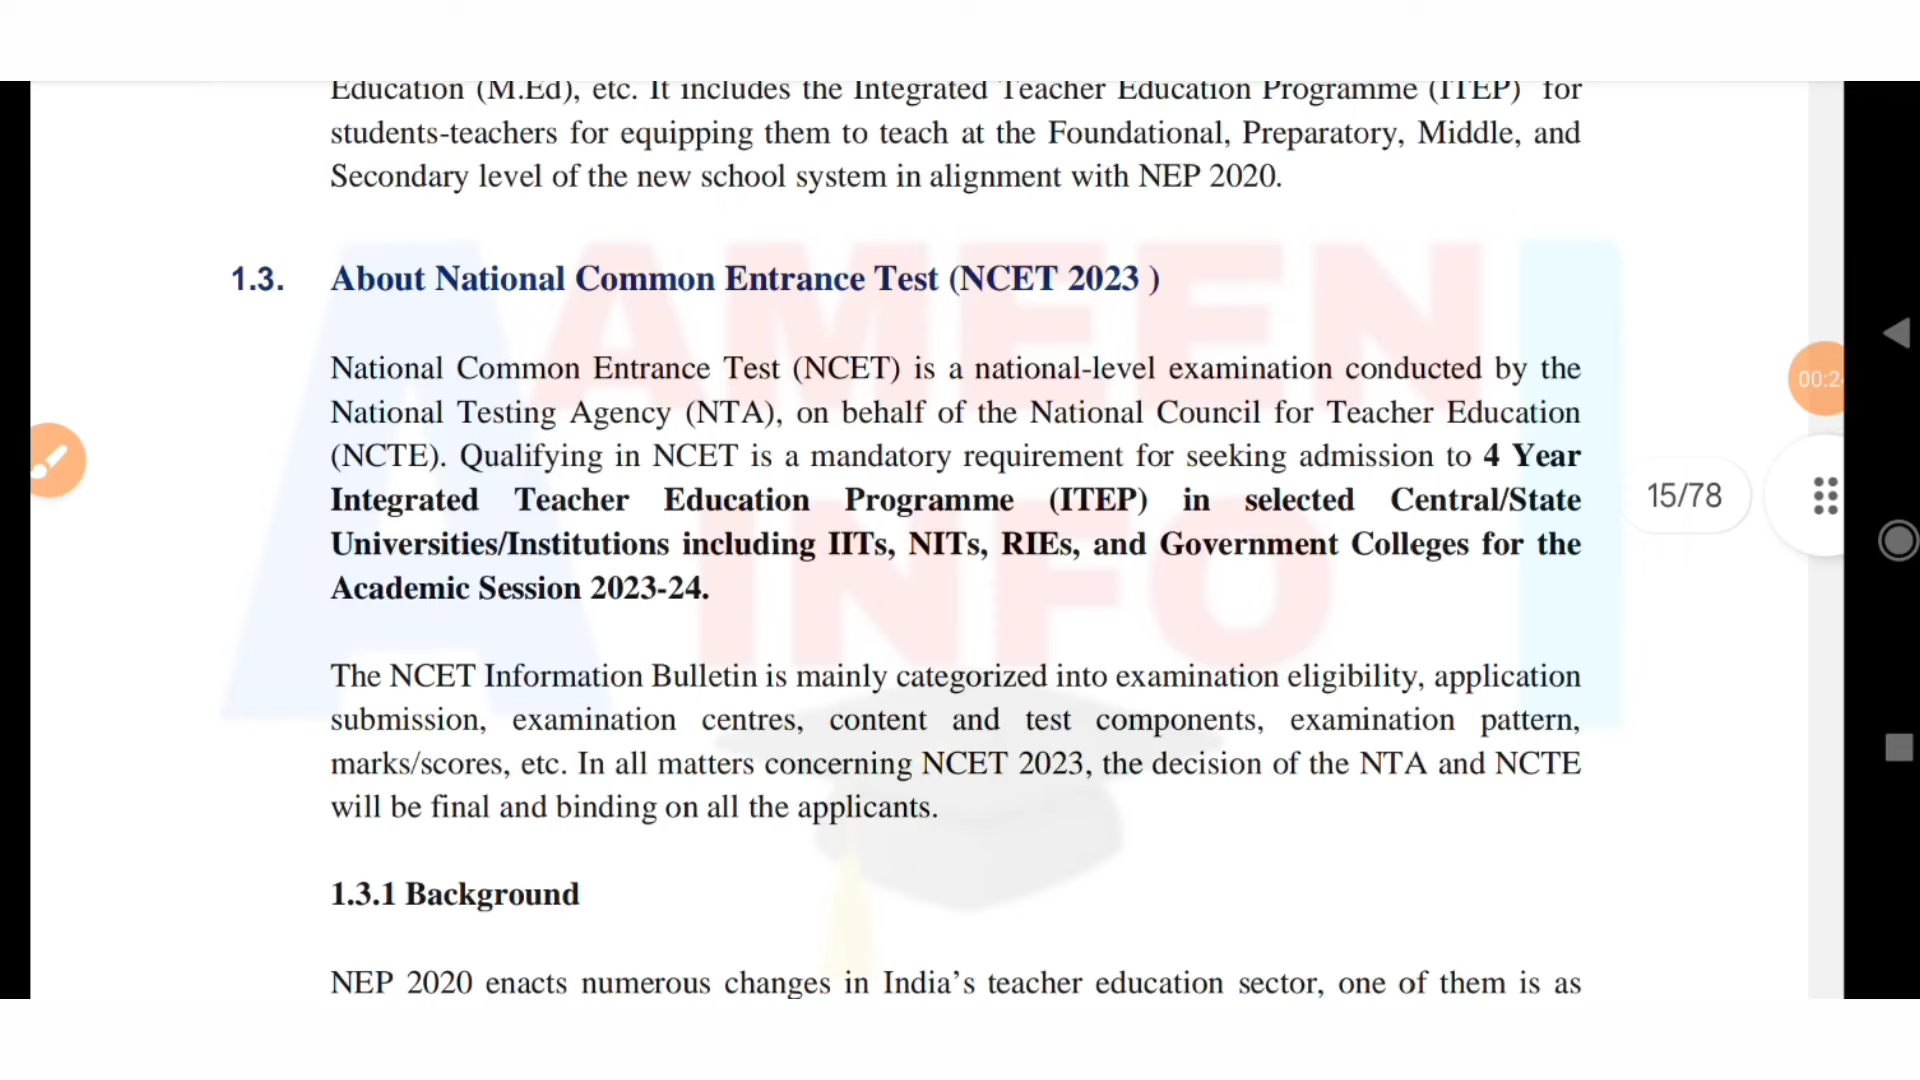 Education (M.Ed), etc. It includes the Integrated Teacher Education Programme (ITEP) for
students-teachers for equipping them to teach at the Foundational, Preparatory, Middle, and
Secondary level of the new school system in alignment with NEP 2020.
1.3. About National Common Entrance Test (NCET 2023 )
National Common Entrance Test (NCET) is a national-level examination conducted by the
National Testing Agency (NTA), on behalf of the National Council for Teacher Education
(NCTE). Qualifying in NCET is a mandatory requirement for seeking admission to 4 Year
Integrated Teacher Education Programme (ITEP) in selected Central/State
Universities/Institutions including IITs, NITs, RIEs, and Government Colleges for the
Academic Session 2023-24.
The NCET Information Bulletin is mainly categorized into examination eligibility, application
submission, examination centres, content and test components, examination pattern,
marks/scores, etc. In all matters concerning NCET 2023, the decision of the NTA and NCTE
will be final and binding on all the applicants.
1.3.1 Background
NEP 2020 enacts numerous changes in India’s teacher education sector, one of them is as
AMEEN
INFO
15/78
00:2